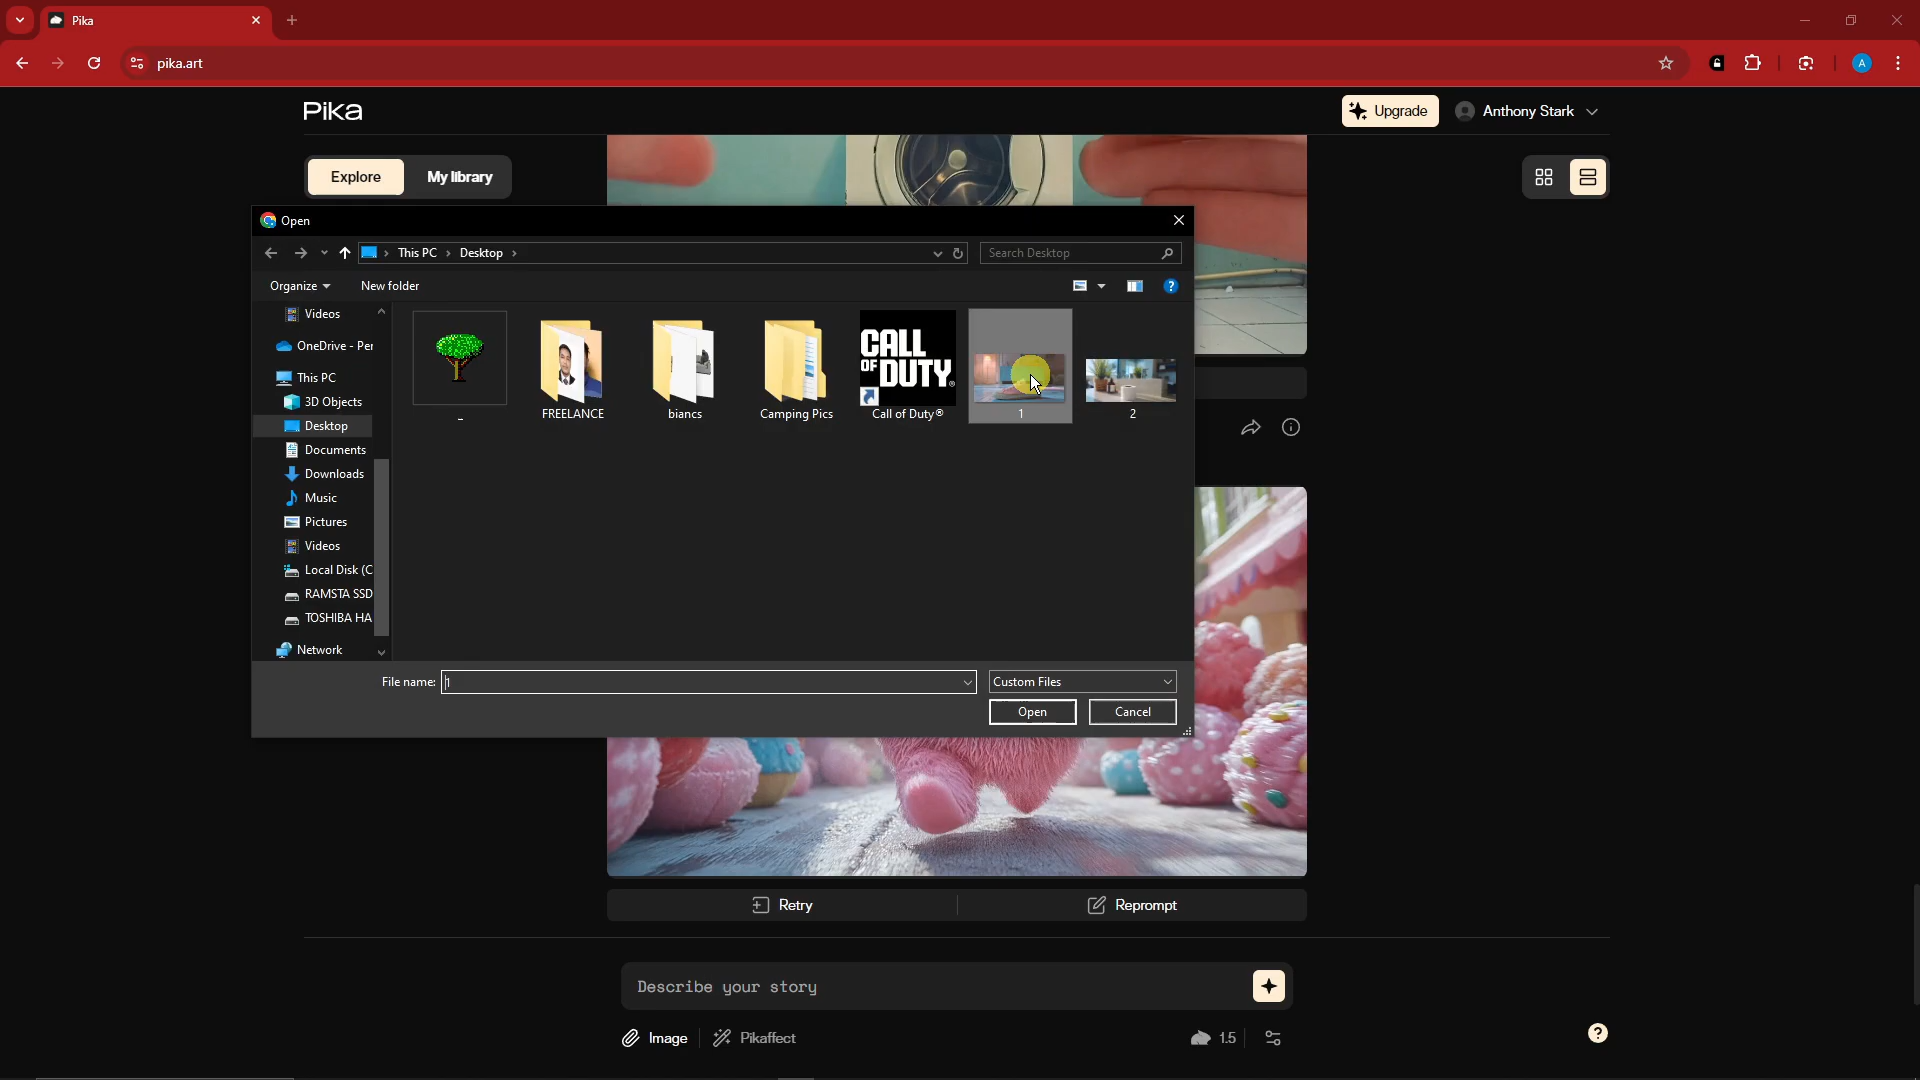 Pika
pika.art
A
Pika
Upgrade
Anthony Stark
Explore
My library
Open
This PC
Desktop
Search Desktop
Organize
New folder
?
Videos
OneDrive - Per
This PC
3D Objects
Desktop
Documents
Downloads
Music
Pictures
Videos
Local Disk (C
RAMSTA SSD
TOSHIBA HA
Network
_
FREELANCE
biancs
Camping Pics
CALL OF DUTY
Call of Duty®
1
2
File name:
1
Custom Files
Open
Cancel
Retry
Reprompt
Describe your story
Image
Pikaffect
1.5
?